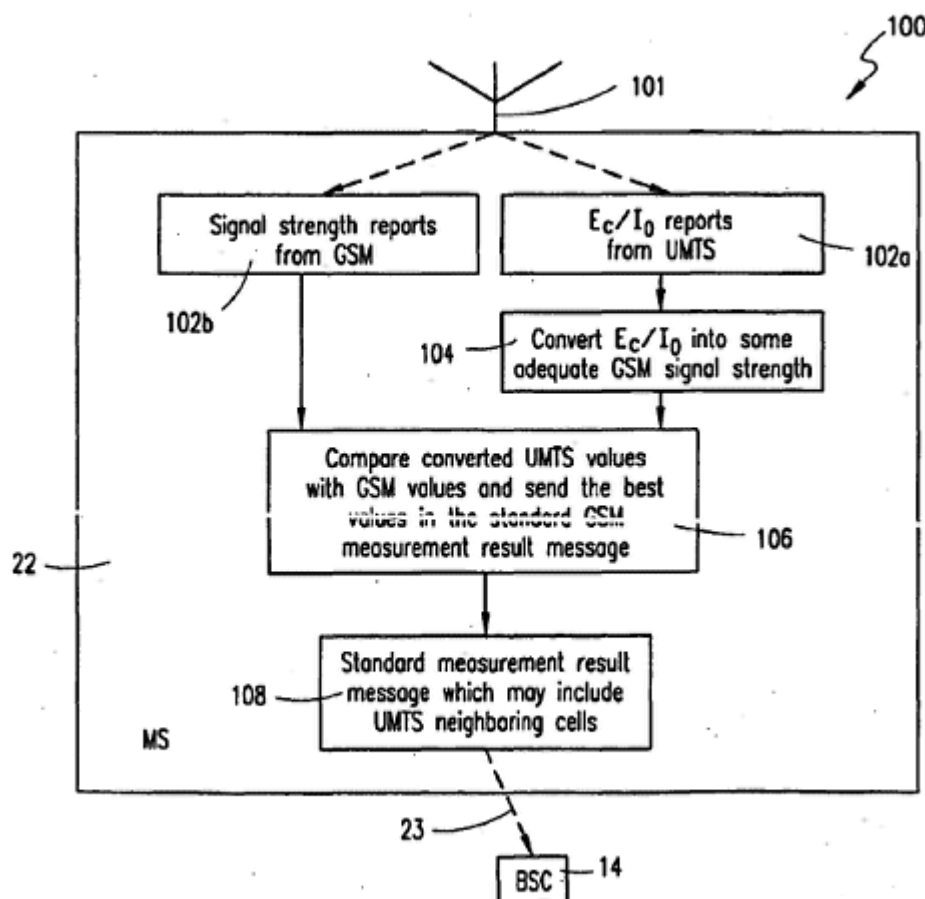 100
101
Signal strength reports
from GSM
102b
Ec/I0 reports
from UMTS
102a
104
Convert Ec/I0 into some
adequate GSM signal strength
Compare converted UMTS values
with GSM values and send the best
values in the standard GSM
measurement result message
106
22
Standard measurement result
message which may include
UMTS neighboring cells
108
MS
23
BSC
14